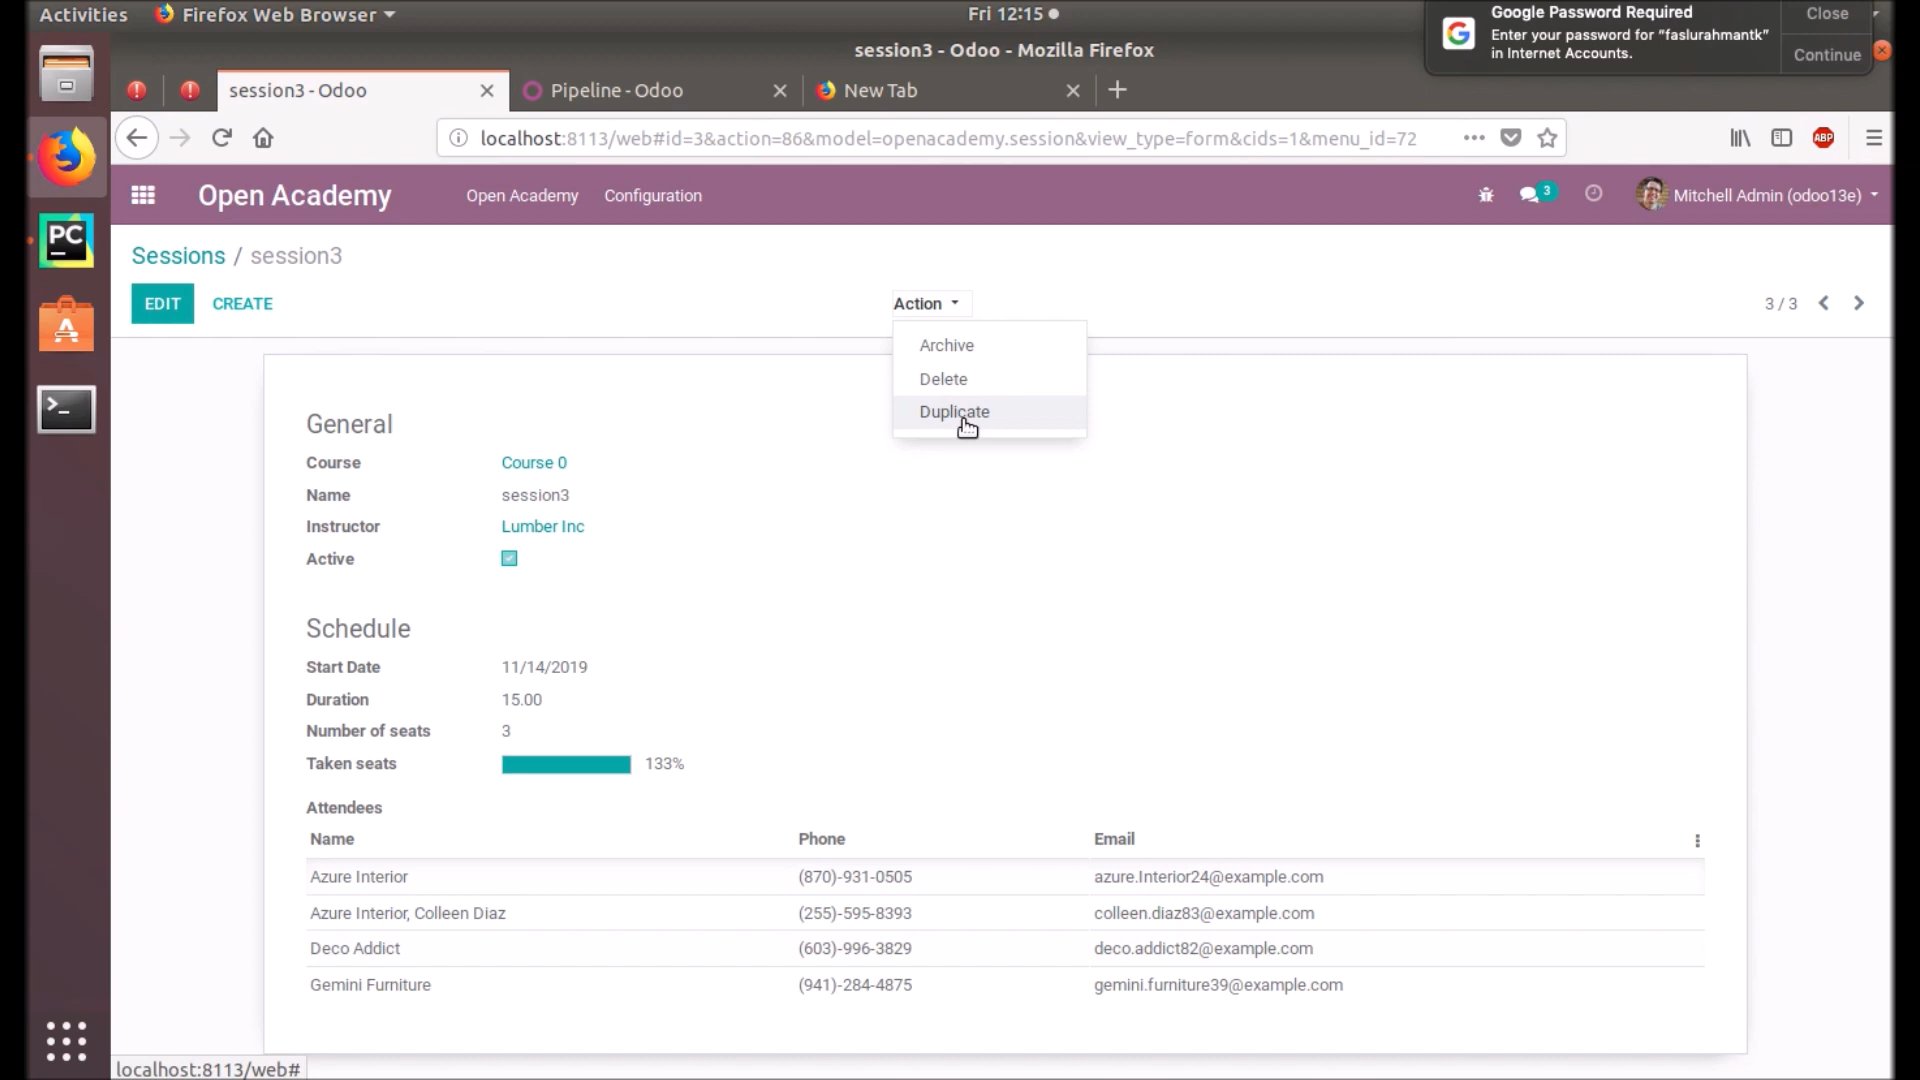 Activities Firefox Web Browser Fri 12:15
Google Password Required
Enter your password for “faslurahmantk”
in Internet Accounts.
Close
Continue
session3 - Odoo - Mozilla Firefox
session3 - Odoo Pipeline - Odoo New Tab
localhost:8113/web#id=3&action=86&model=openacademy.session&view_type=form&cids=1&menu_id=72
ABP
Open Academy Open Academy Configuration 3 Mitchell Admin (odoo13e)
PC
Sessions / session3
EDIT CREATE Action 3 / 3
Archive
Delete
Duplicate
General
Course Course 0
Name session3
Instructor Lumber Inc
Active
Schedule
Start Date 11/14/2019
Duration 15.00
Number of seats 3
Taken seats 133%
Attendees
Name Phone Email
Azure Interior (870)-931-0505 azure.Interior24@example.com
Azure Interior, Colleen Diaz (255)-595-8393 colleen.diaz83@example.com
Deco Addict (603)-996-3829 deco.addict82@example.com
Gemini Furniture (941)-284-4875 gemini.furniture39@example.com
localhost:8113/web#